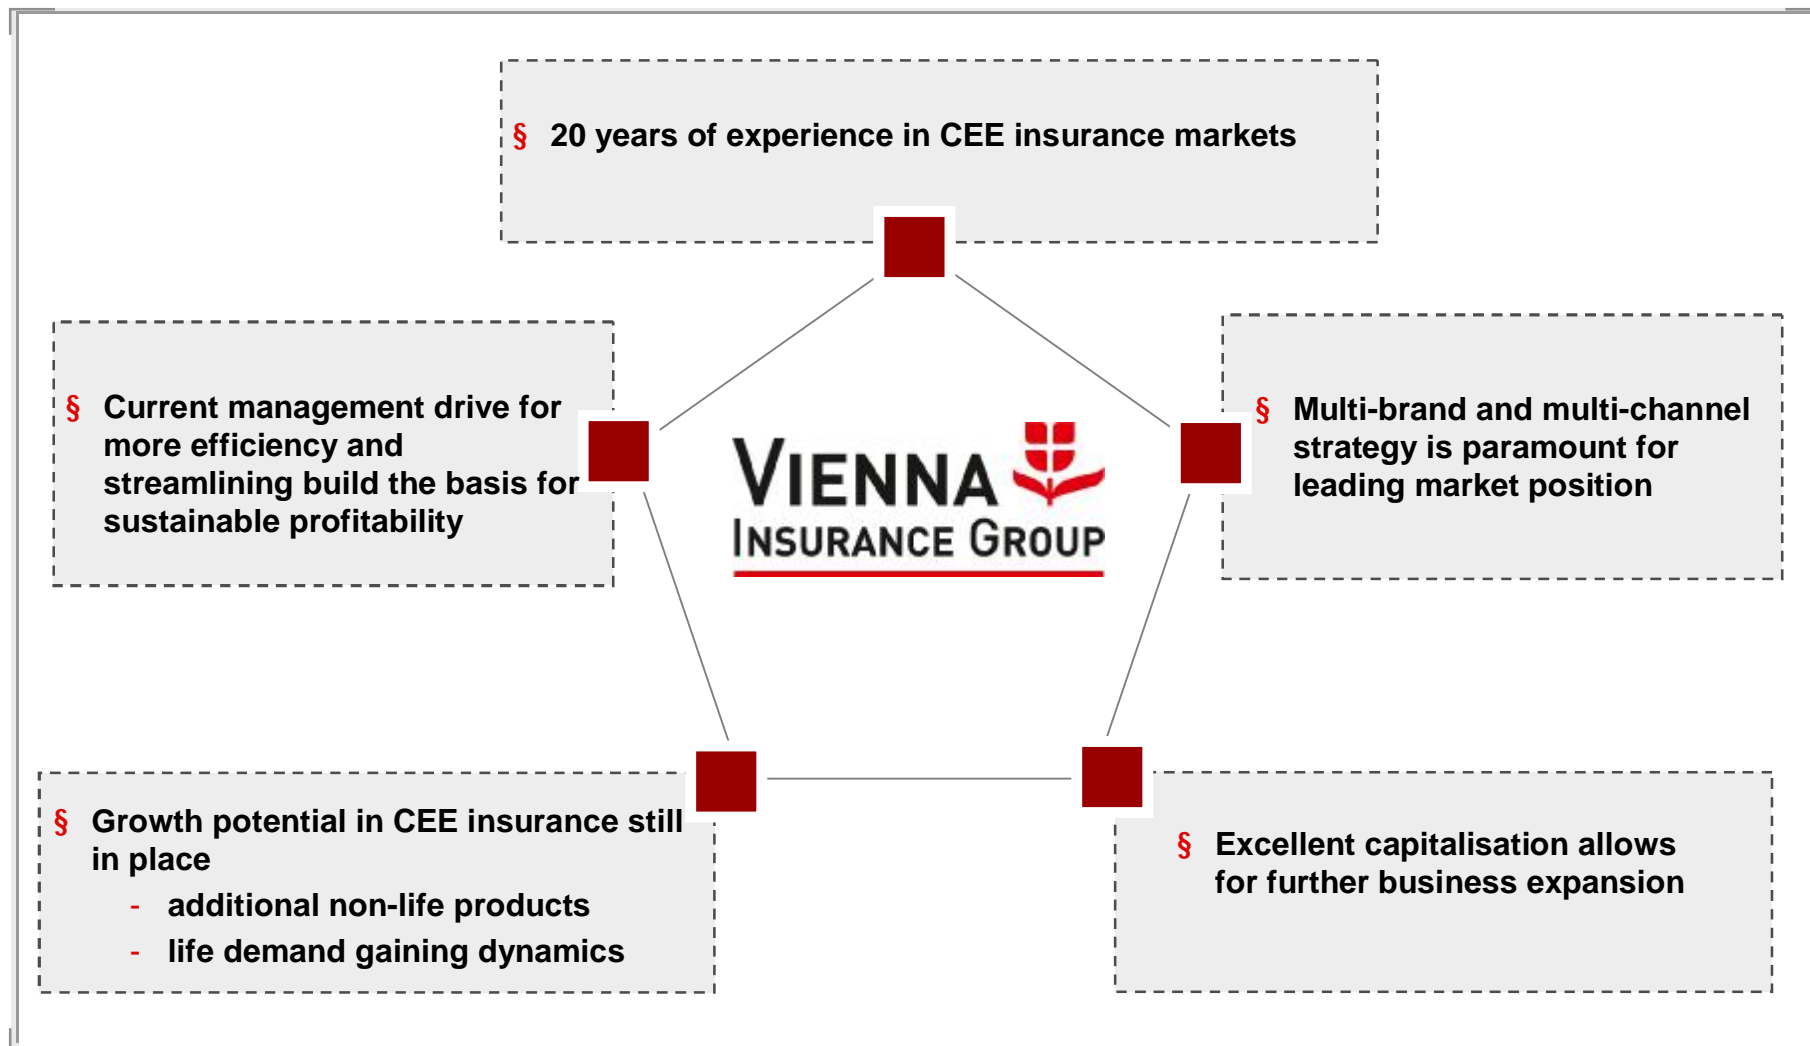 § 20 years of experience in CEE insurance markets
§ Current management drive for
more efficiency and
streamlining build the basis for
sustainable profitability
VIENNA
INSURANCE GROUP
§ Multi-brand and multi-channel
strategy is paramount for
leading market position
§ Growth potential in CEE insurance still
in place
- additional non-life products
- life demand gaining dynamics
§ Excellent capitalisation allows
for further business expansion